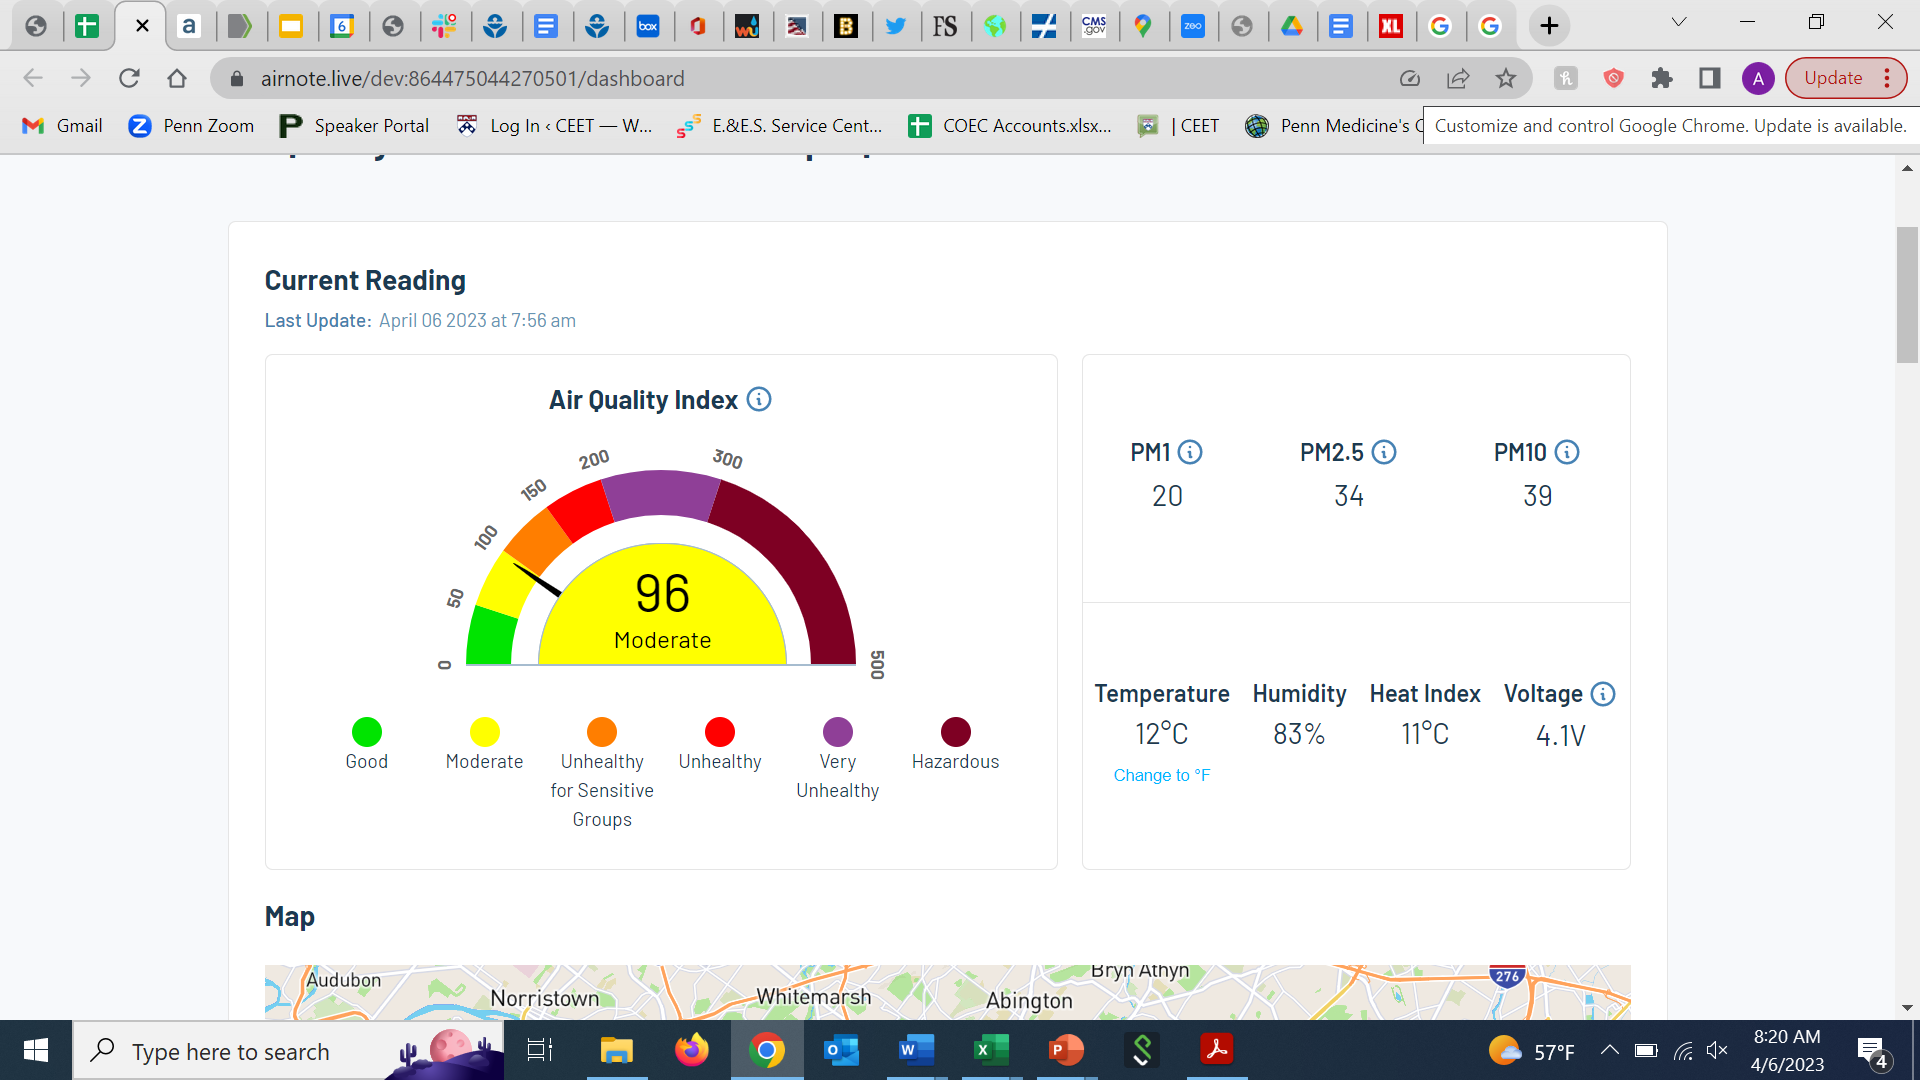 airnote.live/dev:864475044270501/dashboard
Update
Gmail
Penn Zoom
Speaker Portal
Log In ‹ CEET — W...
E.&E.S. Service Cent...
COEC Accounts.xlsx...
| CEET
Penn Medicine's C
Customize and control Google Chrome. Update is available.
Current Reading
Last Update: April 06 2023 at 7:56 am
Air Quality Index
0
50
100
150
200
300
500
96
Moderate
Good
Moderate
Unhealthy
for Sensitive
Groups
Unhealthy
Very
Unhealthy
Hazardous
PM1 PM2.5 PM10
20 34 39
Temperature Humidity Heat Index Voltage
12°C 83% 11°C 4.1V
Change to °F
Map
Audubon
Norristown
Whitemarsh
Abington
Bryn Athyn
276
Type here to search
57°F
8:20 AM
4/6/2023
4